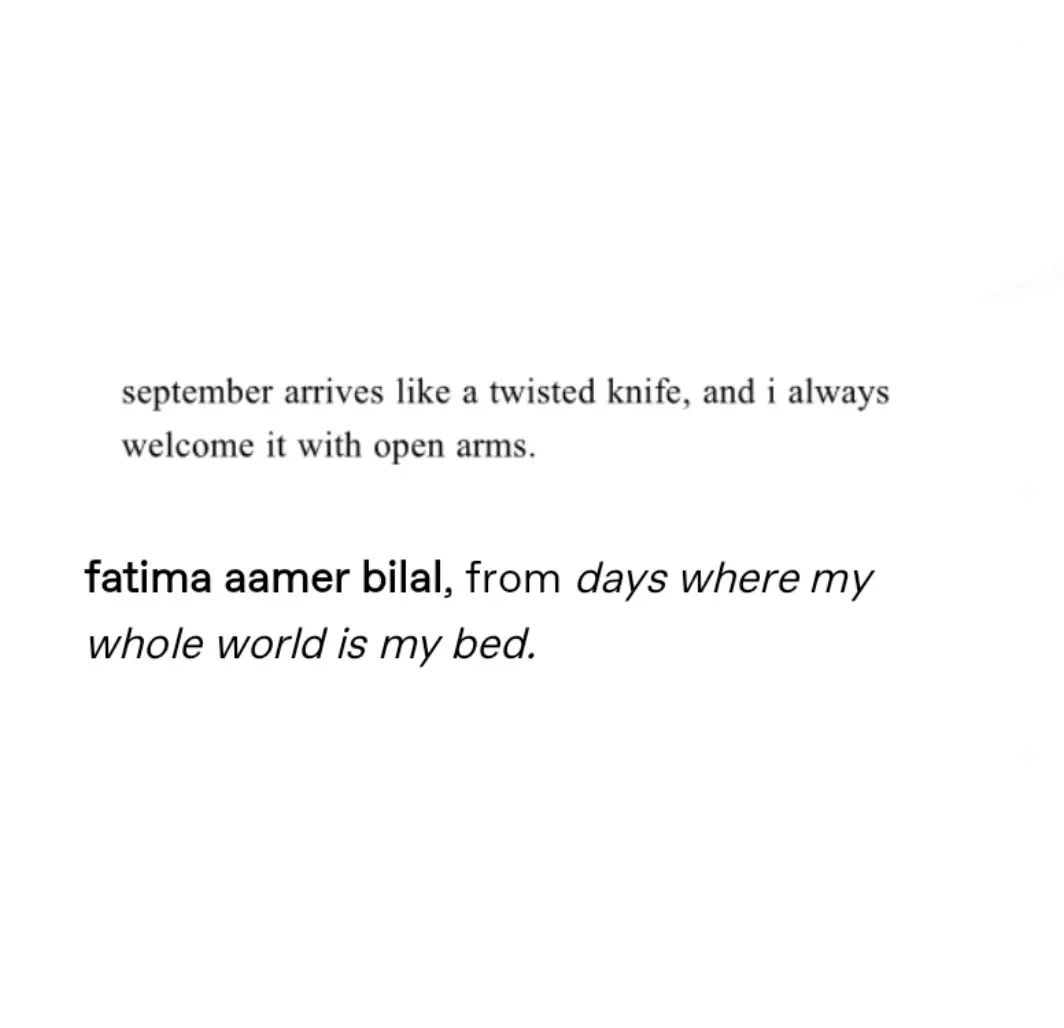 september arrives like a twisted knife, and i always
welcome it with open arms.
fatima aamer bilal, from days where my
whole world is my bed.